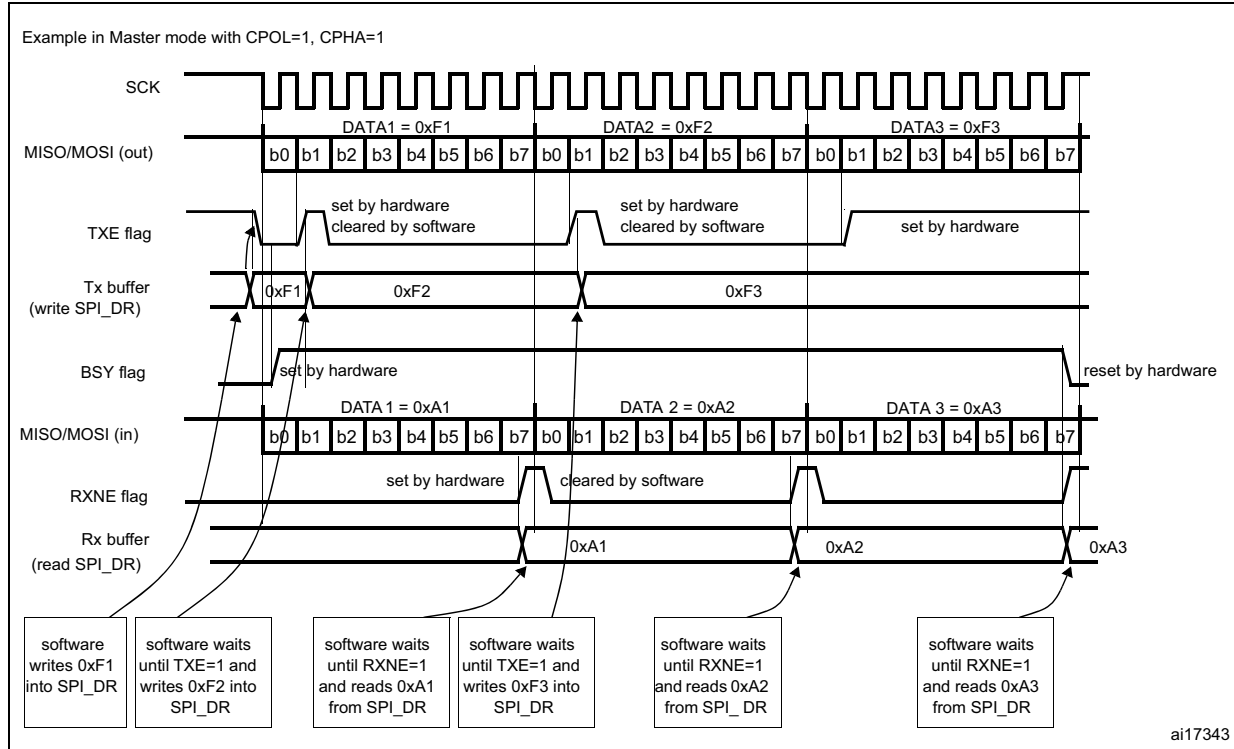 Example in Master mode with CPOL=1, CPHA=1
SCK
DATA1 = 0xF1
DATA2 = 0xF2
DATA3 = 0xF3
MISO/MOSI (out)
b0 b1 b2 b3 b4 b5 b6 b7 b0 b1 b2 b3 b4 b5 b6 b7 b0 b1 b2 b3 b4 b5 b6 b7
set by hardware
cleared by software
set by hardware
cleared by software
TXE flag
set by hardware
Tx buffer
(write SPI_DR)
0xF1
0xF2
0xF3
BSY flag
set by hardware
reset by hardware
DATA 1 = 0xA1
DATA 2 = 0xA2
DATA 3 = 0xA3
MISO/MOSI (in)
b0 b1 b2 b3 b4 b5 b6 b7 b0 b1 b2 b3 b4 b5 b6 b7 b0 b1 b2 b3 b4 b5 b6 b7
RXNE flag
set by hardware
cleared by software
Rx buffer
(read SPI_DR)
0xA1
0xA2
0xA3
software
writes 0xF1
into SPI_DR
software waits
until TXE=1 and
writes 0xF2 into
SPI_DR
software waits
until RXNE=1
and reads 0xA1
from SPI_DR
software waits
until TXE=1 and
writes 0xF3 into
SPI_DR
software waits
until RXNE=1
and reads 0xA2
from SPI_ DR
software waits
until RXNE=1
and reads 0xA3
from SPI_DR
ai17343